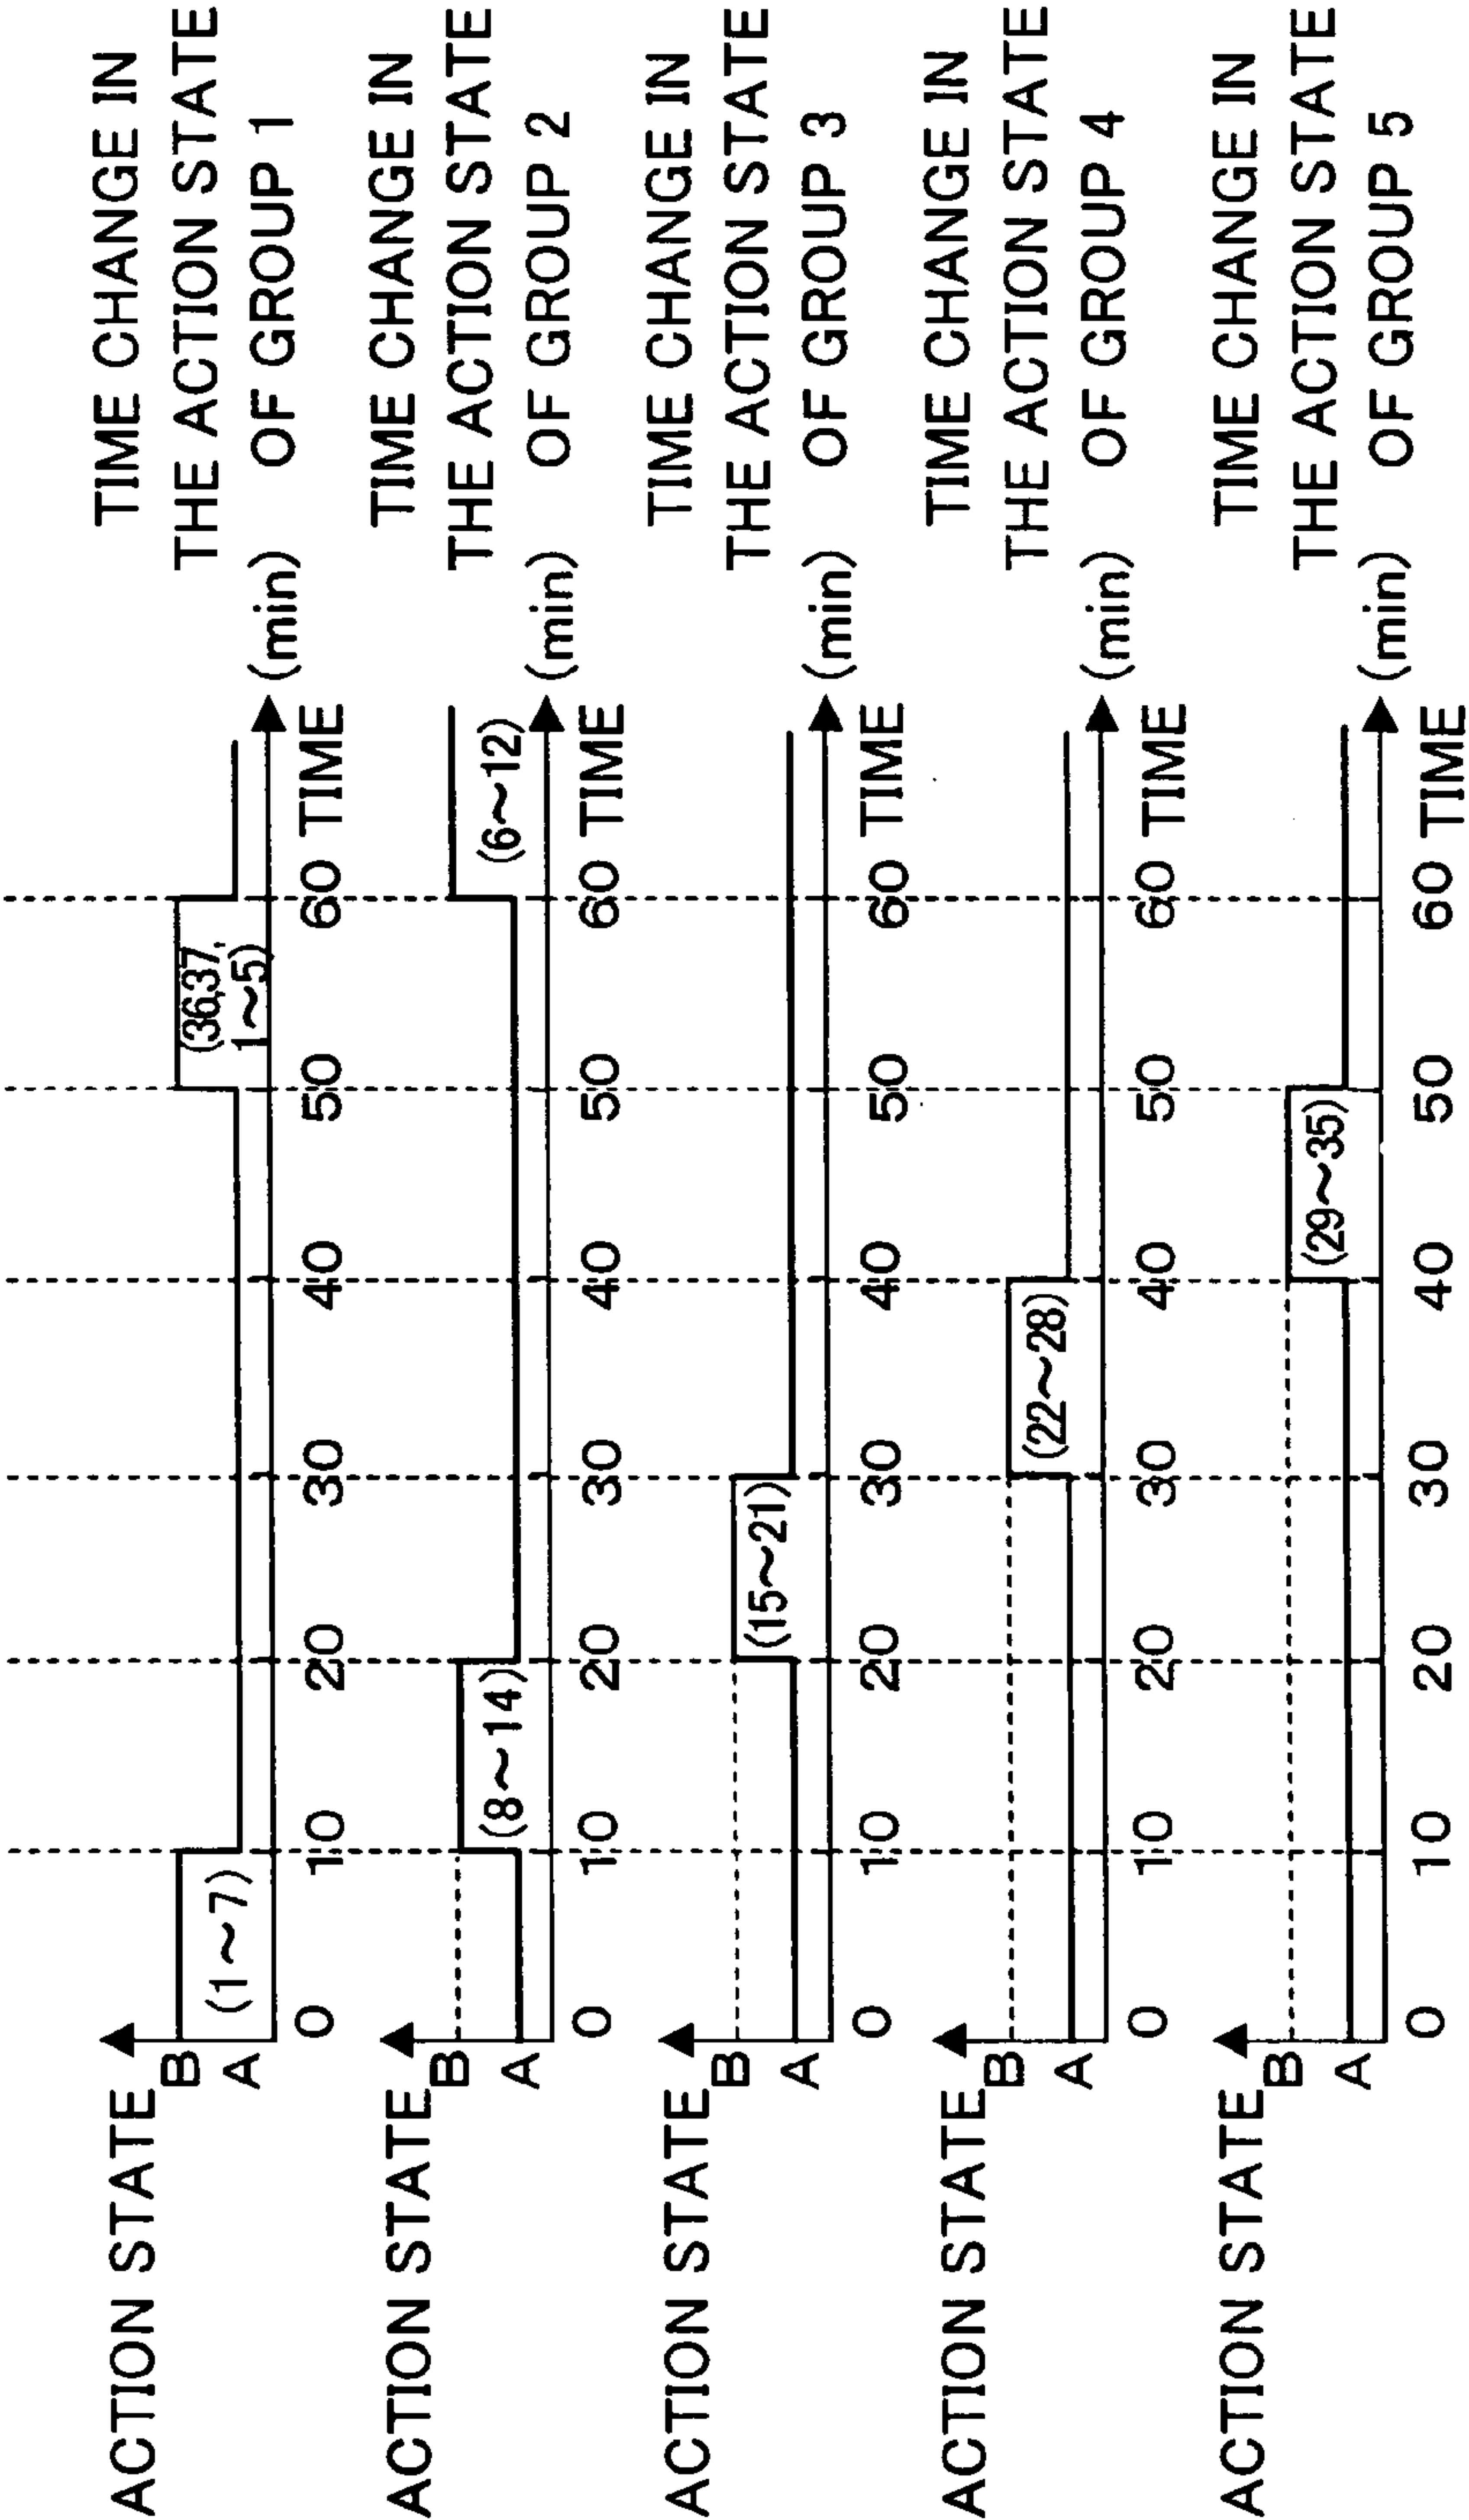 ACTION STATE
B
A
(1~7)
(36,37,
1~5)
0 10 20 30 40 50 60 TIME (min)
TIME CHANGE IN
THE ACTION STATE
OF GROUP 1
ACTION STATE
B
A
(8~14)
(6~12)
0 10 20 30 40 50 60 TIME (min)
TIME CHANGE IN
THE ACTION STATE
OF GROUP 2
ACTION STATE
B
A
(15~21)
0 10 20 30 40 50 60 TIME (min)
TIME CHANGE IN
THE ACTION STATE
OF GROUP 3
ACTION STATE
B
A
(22~28)
0 10 20 30 40 50 60 TIME (min)
TIME CHANGE IN
THE ACTION STATE
OF GROUP 4
ACTION STATE
B
A
(29~35)
0 10 20 30 40 50 60 TIME (min)
TIME CHANGE IN
THE ACTION STATE
OF GROUP 5